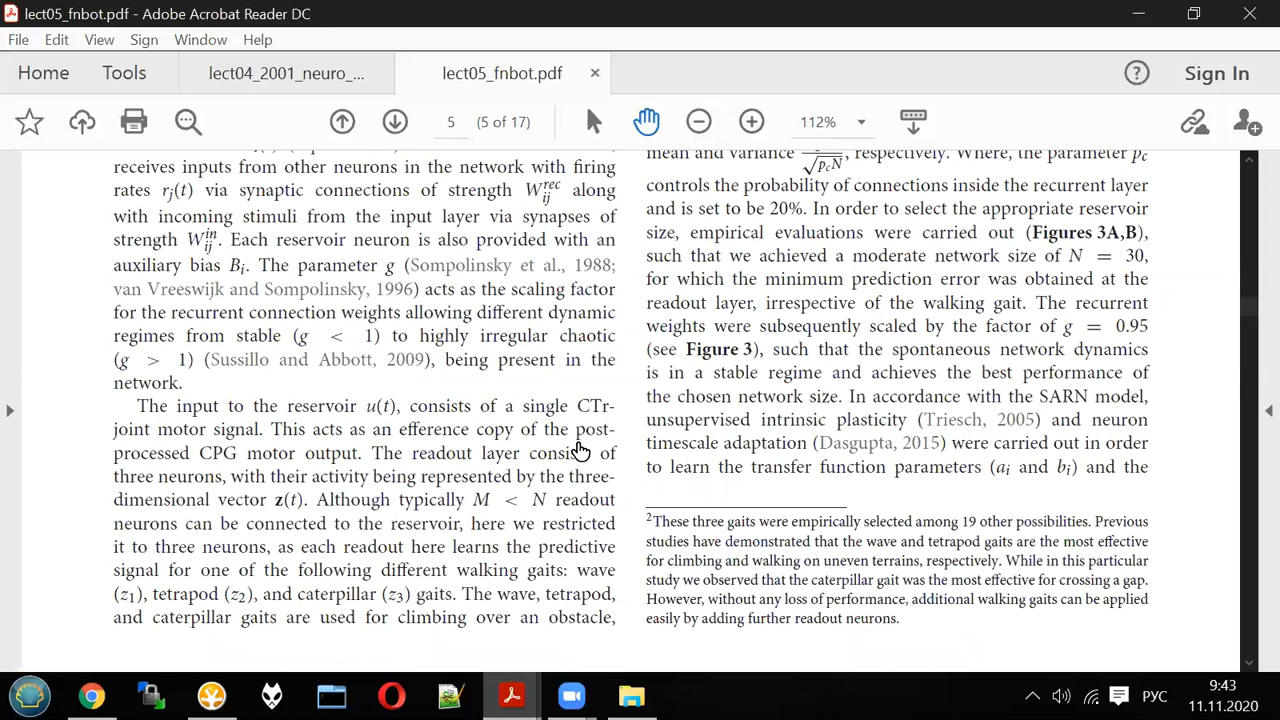 lect05_fnbot.pdf - Adobe Acrobat Reader DC
File Edit View Sign Window Help
Home Tools lect04_2001_neuro_... lect05_fnbot.pdf × ? Sign In
5 (5 of 17) 112%
receives inputs from other neurons in the network with firing
rates r_j(t) via synaptic connections of strength W_ij^rec along
with incoming stimuli from the input layer via synapses of
strength W_ij^in. Each reservoir neuron is also provided with an
auxiliary bias B_i. The parameter g (Sompolinsky et al., 1988;
van Vreeswijk and Sompolinsky, 1996) acts as the scaling factor
for the recurrent connection weights allowing different dynamic
regimes from stable (g < 1) to highly irregular chaotic
(g > 1) (Sussillo and Abbott, 2009), being present in the
network.
The input to the reservoir u(t), consists of a single CTr-
joint motor signal. This acts as an efference copy of the post-
processed CPG motor output. The readout layer consists of
three neurons, with their activity being represented by the three-
dimensional vector z(t). Although typically M < N readout
neurons can be connected to the reservoir, here we restricted
it to three neurons, as each readout here learns the predictive
signal for one of the following different walking gaits: wave
(z_1), tetrapod (z_2), and caterpillar (z_3) gaits. The wave, tetrapod,
and caterpillar gaits are used for climbing over an obstacle,
mean and variance /√(p_c N), respectively. Where, the parameter p_c
controls the probability of connections inside the recurrent layer
and is set to be 20%. In order to select the appropriate reservoir
size, empirical evaluations were carried out (Figures 3A,B),
such that we achieved a moderate network size of N = 30,
for which the minimum prediction error was obtained at the
readout layer, irrespective of the walking gait. The recurrent
weights were subsequently scaled by the factor of g = 0.95
(see Figure 3), such that the spontaneous network dynamics
is in a stable regime and achieves the best performance of
the chosen network size. In accordance with the SARN model,
unsupervised intrinsic plasticity (Triesch, 2005) and neuron
timescale adaptation (Dasgupta, 2015) were carried out in order
to learn the transfer function parameters (a_i and b_i) and the
2These three gaits were empirically selected among 19 other possibilities. Previous
studies have demonstrated that the wave and tetrapod gaits are the most effective
for climbing and walking on uneven terrains, respectively. While in this particular
study we observed that the caterpillar gait was the most effective for crossing a gap.
However, without any loss of performance, additional walking gaits can be applied
easily by adding further readout neurons.
РУС
9:43
11.11.2020